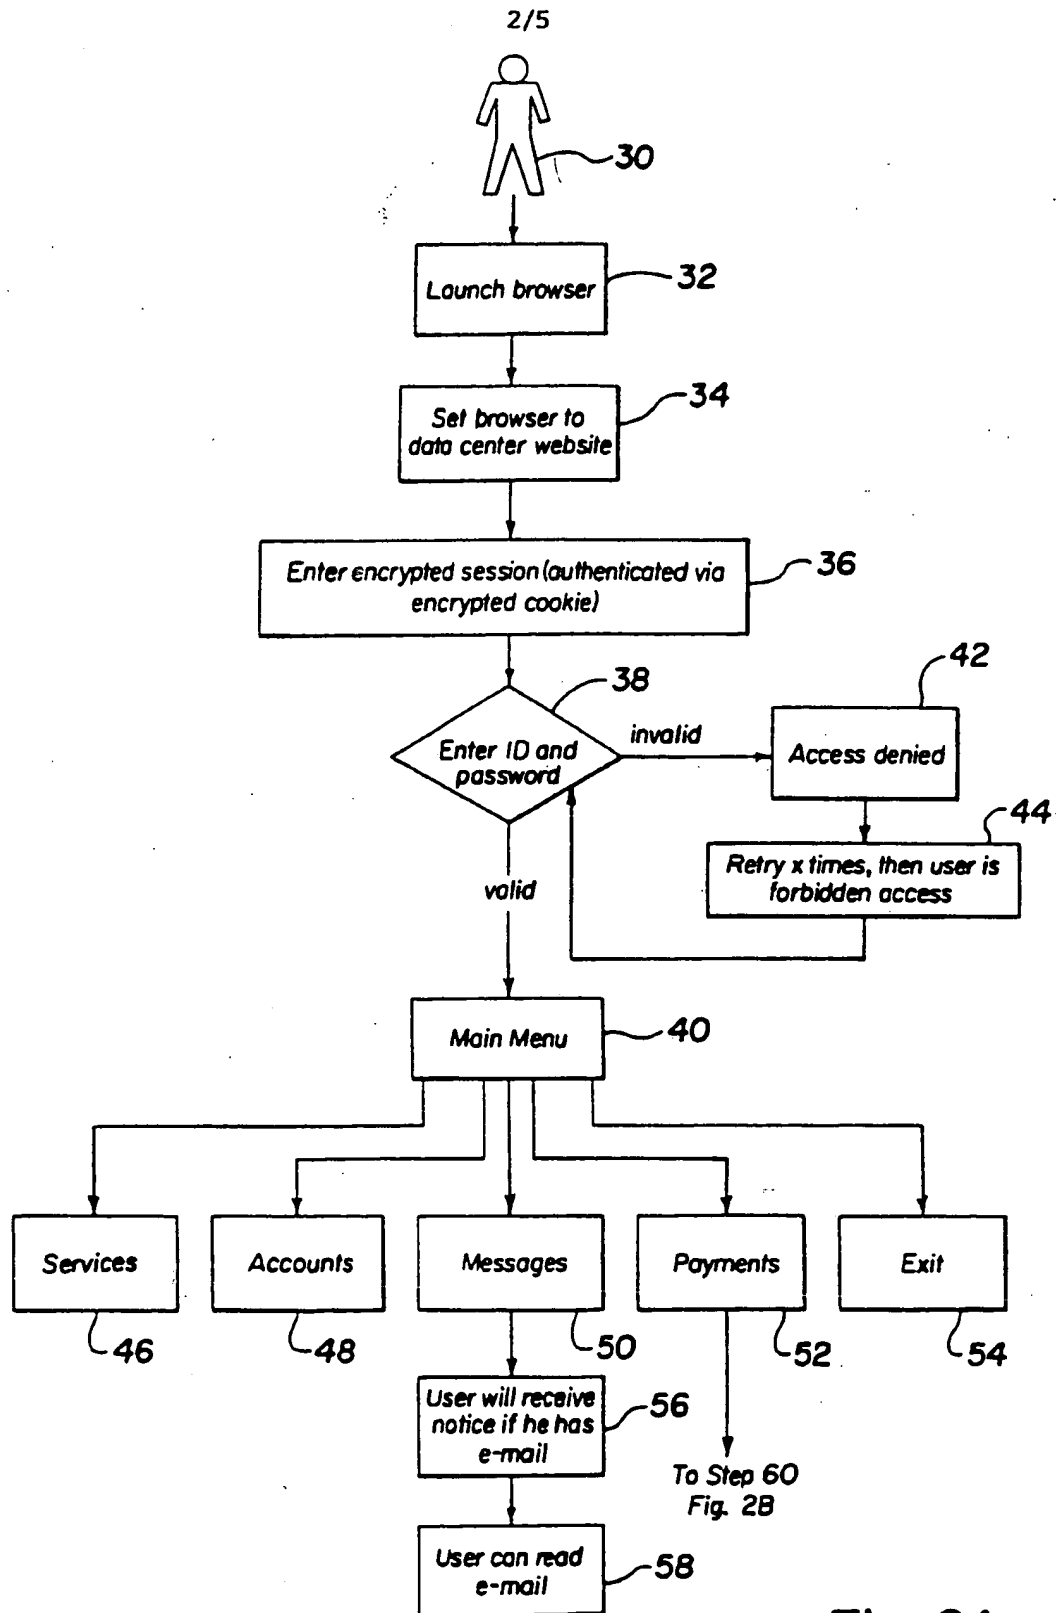 2/5
30
Launch browser
32
Set browser to
data center website
34
Enter encrypted session (authenticated via
encrypted cookie)
36
38
Enter ID and
password
invalid
42
Access denied
44
Retry x times, then user is
forbidden access
valid
Main Menu
40
Services
Accounts
Messages
Payments
Exit
46
48
50
52
54
User will receive
notice if he has
e-mail
56
To Step 60
Fig. 2B
User can read
e-mail
58